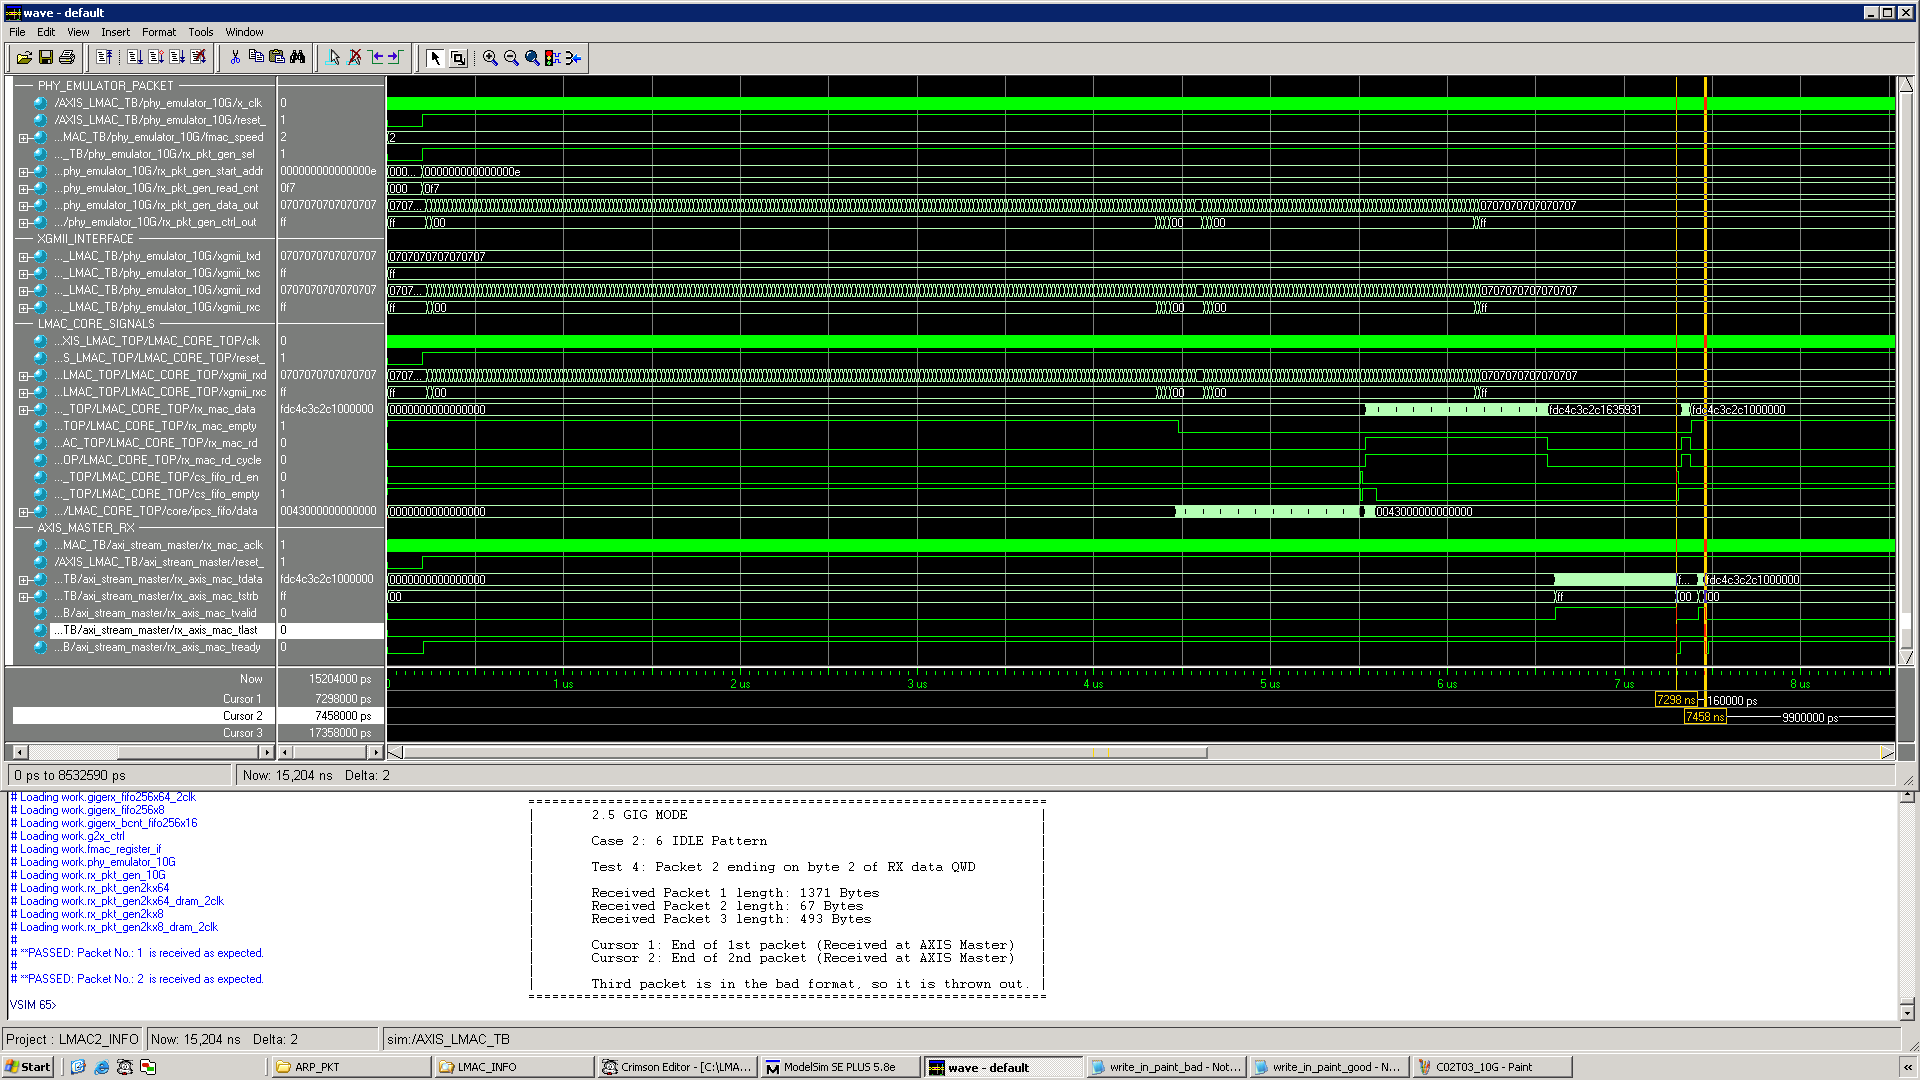 wave - default
File Edit View Insert Format Tools Window
PHY_EMULATOR_PACKET
/AXIS_LMAC_TB/phy_emulator_10G/x_clk 0
/AXIS_LMAC_TB/phy_emulator_10G/reset_ 1
...MAC_TB/phy_emulator_10G/fmac_speed 2 2
..._TB/phy_emulator_10G/rx_pkt_gen_sel 1
...phy_emulator_10G/rx_pkt_gen_start_addr 000000000000000e 000... 000000000000000e
...phy_emulator_10G/rx_pkt_gen_read_cnt 0f7 000 0f7
...phy_emulator_10G/rx_pkt_gen_data_out 0707070707070707 0707... 0707070707070707
.../phy_emulator_10G/rx_pkt_gen_ctrl_out ff ff 00 00 00 ff
XGMII_INTERFACE
..._LMAC_TB/phy_emulator_10G/xgmii_txd 0707070707070707 0707070707070707
..._LMAC_TB/phy_emulator_10G/xgmii_txc ff ff
..._LMAC_TB/phy_emulator_10G/xgmii_rxd 0707070707070707 0707... 0707070707070707
..._LMAC_TB/phy_emulator_10G/xgmii_rxc ff ff 00 00 00 ff
LMAC_CORE_SIGNALS
...XIS_LMAC_TOP/LMAC_CORE_TOP/clk 0
...S_LMAC_TOP/LMAC_CORE_TOP/reset_ 1
...LMAC_TOP/LMAC_CORE_TOP/xgmii_rxd 0707070707070707 0707... 0707070707070707
...LMAC_TOP/LMAC_CORE_TOP/xgmii_rxc ff ff 00 00 00 ff
..._TOP/LMAC_CORE_TOP/rx_mac_data fdc4c3c2c1000000 0000000000000000 fdc4c3c2c1635931 fdc4c3c2c1000000
...TOP/LMAC_CORE_TOP/rx_mac_empty 1
...AC_TOP/LMAC_CORE_TOP/rx_mac_rd 0
...OP/LMAC_CORE_TOP/rx_mac_rd_cycle 0
..._TOP/LMAC_CORE_TOP/cs_fifo_rd_en 0
..._TOP/LMAC_CORE_TOP/cs_fifo_empty 1
.../LMAC_CORE_TOP/core/ipcs_fifo/data 0043000000000000 0000000000000000 0043000000000000
AXIS_MASTER_RX
...MAC_TB/axi_stream_master/rx_mac_aclk 1
/AXIS_LMAC_TB/axi_stream_master/reset_ 1
...TB/axi_stream_master/rx_axis_mac_tdata fdc4c3c2c1000000 0000000000000000 f... fdc4c3c2c1000000
...TB/axi_stream_master/rx_axis_mac_tstrb ff 00 ff 00 00
...B/axi_stream_master/rx_axis_mac_tvalid 0
...TB/axi_stream_master/rx_axis_mac_tlast 0
...B/axi_stream_master/rx_axis_mac_tready 0
Now 15204000 ps 0 1 us 2 us 3 us 4 us 5 us 6 us 7 us 8 us
Cursor 1 7298000 ps 7298 ns 160000 ps
Cursor 2 7458000 ps 7458 ns 9900000 ps
Cursor 3 17358000 ps
0 ps to 8532590 ps Now: 15,204 ns Delta: 2
# Loading work.gigerx_fifo256x64_2clk
# Loading work.gigerx_fifo256x8
# Loading work.gigerx_bcnt_fifo256x16
# Loading work.g2x_ctrl
# Loading work.fmac_register_if
# Loading work.phy_emulator_10G
# Loading work.rx_pkt_gen_10G
# Loading work.rx_pkt_gen2kx64
# Loading work.rx_pkt_gen2kx64_dram_2clk
# Loading work.rx_pkt_gen2kx8
# Loading work.rx_pkt_gen2kx8_dram_2clk
#
# **PASSED: Packet No.: 1 is received as expected.
#
# **PASSED: Packet No.: 2 is received as expected.
VSIM 65>
2.5 GIG MODE
Case 2: 6 IDLE Pattern
Test 4: Packet 2 ending on byte 2 of RX data QWD
Received Packet 1 length: 1371 Bytes
Received Packet 2 length: 67 Bytes
Received Packet 3 length: 493 Bytes
Cursor 1: End of 1st packet (Received at AXIS Master)
Cursor 2: End of 2nd packet (Received at AXIS Master)
Third packet is in the bad format, so it is thrown out.
Project : LMAC2_INFO Now: 15,204 ns Delta: 2 sim:/AXIS_LMAC_TB
Start ARP_PKT LMAC_INFO Crimson Editor - [C:\LMA... ModelSim SE PLUS 5.8e wave - default write_in_paint_bad - Not... write_in_paint_good - N... C02T03_10G - Paint